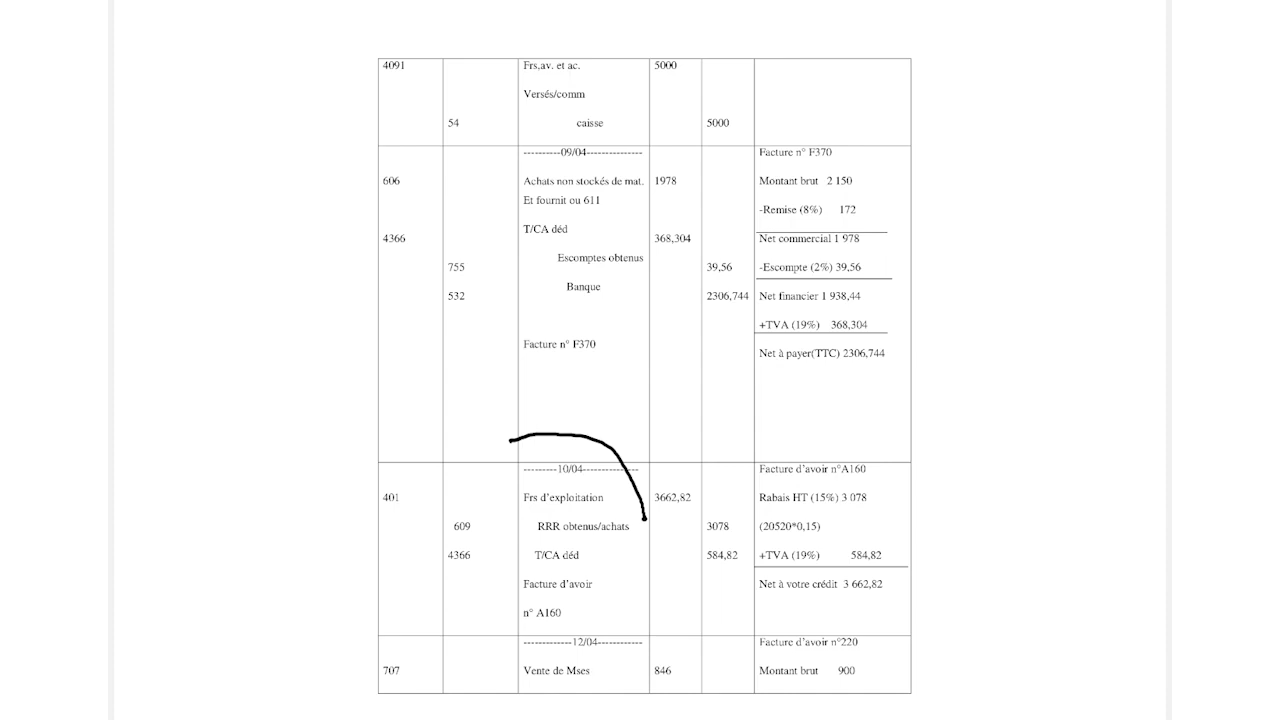 4091 Frs,av. et ac. 5000
Versés/comm
54 caisse 5000
----------09/04--------------- Facture n° F370
606 Achats non stockés de mat. 1978 Montant brut 2 150
Et fournit ou 611
-Remise (8%) 172
T/CA déd
4366 368,304 Net commercial 1 978
Escomptes obtenus
755 39,56 -Escompte (2%) 39,56
Banque
532 2306,744 Net financier 1 938,44
+TVA (19%) 368,304
Facture n° F370
Net à payer(TTC) 2306,744
---------10/04--------------- Facture d’avoir n°A160
401 Frs d’exploitation 3662,82 Rabais HT (15%) 3 078
609 RRR obtenus/achats 3078 (20520*0,15)
4366 T/CA déd 584,82 +TVA (19%) 584,82
Facture d’avoir Net à votre crédit 3 662,82
n° A160
-------------12/04------------ Facture d’avoir n°220
707 Vente de Mses 846 Montant brut 900